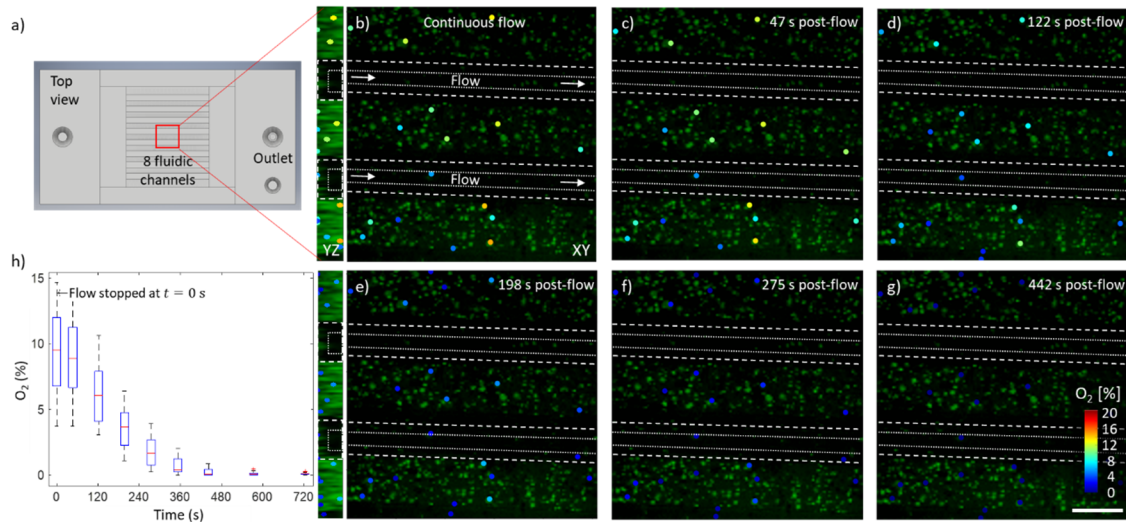 a)
Top
view
8 fluidic
channels
Outlet
YZ
b)
Continuous flow
Flow
Flow
XY
c)
47 s post-flow
d)
122 s post-flow
h)
15
10
5
0
O2 (%)
←Flow stopped at t = 0 s
0 120 240 360 480 600 720
Time (s)
e)
198 s post-flow
f)
275 s post-flow
g)
442 s post-flow
O2 [%]
20
16
12
8
4
0